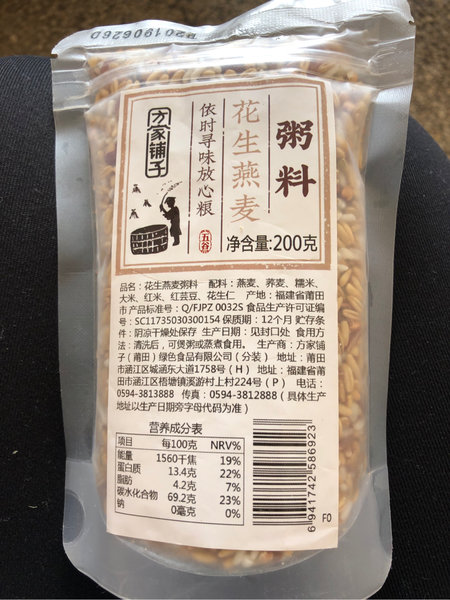 20190626D
方家铺子
依时寻味放心粮
五谷
花生燕麦
粥料
净含量:200克
品名：花生燕麦粥料 配料：燕麦、荞麦、糯米、
大米、红米、红芸豆、花生仁 产地：福建省莆田
市 产品标准号：Q/FJPZ 0032S 食品生产许可证编
号：SC11735030300154 保质期：12个月 贮存条
件：阴凉干燥处保存 生产日期：见封口处 食用方
法：清洗后，可煲粥或蒸煮食用。 生产商：方家铺
子（莆田）绿色食品有限公司（分装） 地址：莆田
市涵江区城涵东大道1758号（H） 地址：福建省莆田
市涵江区梧塘镇溪游村上村224号（P） 电话：
0594-3813888 传真：0594-3812888（具体生产
地址以生产日期旁字母代码为准）
营养成分表
项目 每100克 NRV%
能量 1560千焦 19%
蛋白质 13.4克 22%
脂肪 4.2克 7%
碳水化合物 69.2克 23%
钠 0毫克 0%
6941742586923
F0